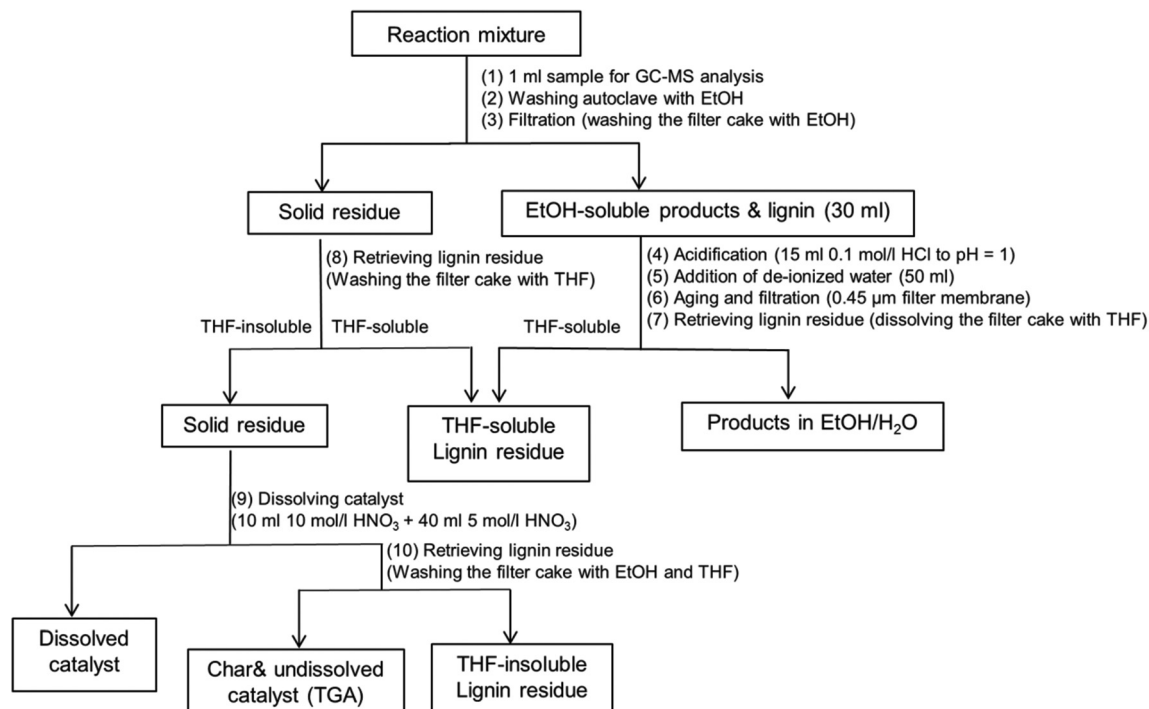 Reaction mixture
(1) 1 ml sample for GC-MS analysis
(2) Washing autoclave with EtOH
(3) Filtration (washing the filter cake with EtOH)
Solid residue
EtOH-soluble products & lignin (30 ml)
(8) Retrieving lignin residue
(Washing the filter cake with THF)
(4) Acidification (15 ml 0.1 mol/l HCl to pH = 1)
(5) Addition of de-ionized water (50 ml)
(6) Aging and filtration (0.45 µm filter membrane)
(7) Retrieving lignin residue (dissolving the filter cake with THF)
THF-insoluble
THF-soluble
THF-soluble
Solid residue
THF-soluble
Lignin residue
Products in EtOH/H₂O
(9) Dissolving catalyst
(10 ml 10 mol/l HNO₃ + 40 ml 5 mol/l HNO₃)
(10) Retrieving lignin residue
(Washing the filter cake with EtOH and THF)
Dissolved
catalyst
Char& undissolved
catalyst (TGA)
THF-insoluble
Lignin residue